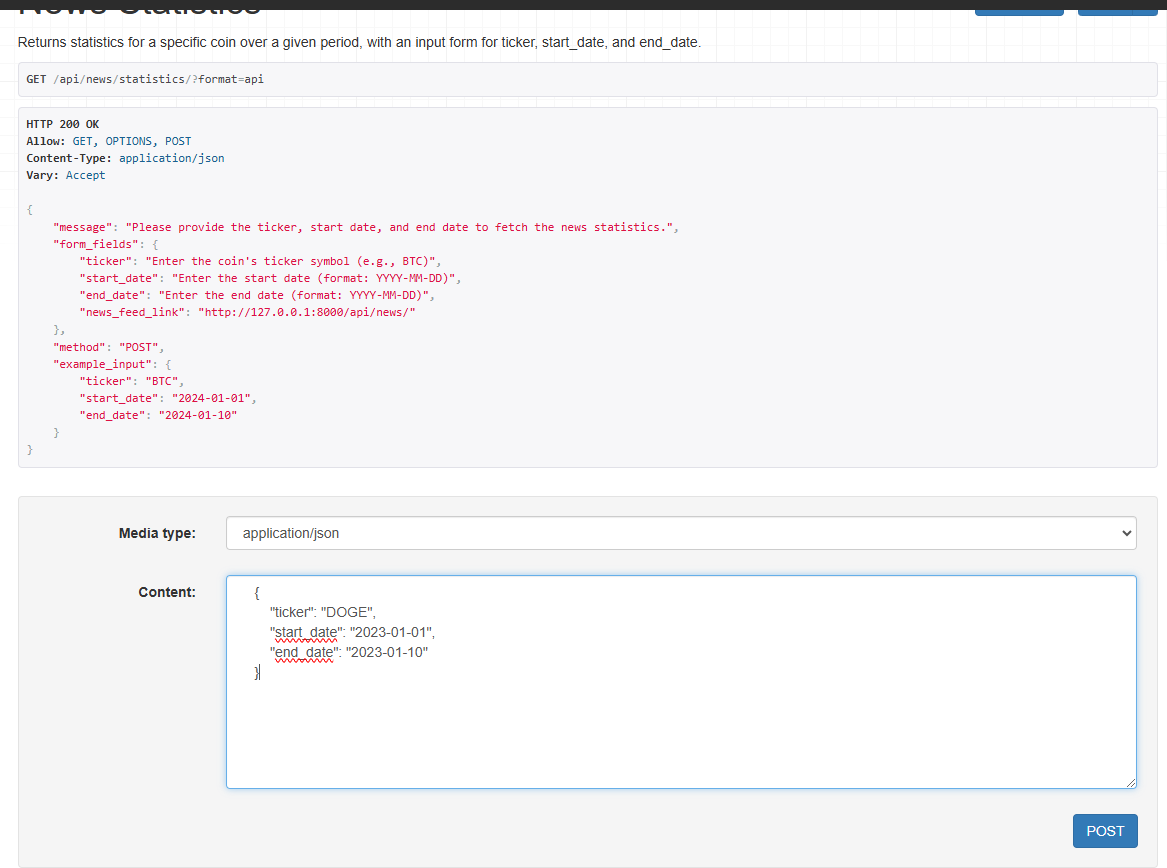 News Statistics
Returns statistics for a specific coin over a given period, with an input form for ticker, start_date, and end_date.
GET /api/news/statistics/?format=api
HTTP 200 OK
Allow: GET, OPTIONS, POST
Content-Type: application/json
Vary: Accept
{
"message": "Please provide the ticker, start date, and end date to fetch the news statistics.",
"form_fields": {
"ticker": "Enter the coin's ticker symbol (e.g., BTC)",
"start_date": "Enter the start date (format: YYYY-MM-DD)",
"end_date": "Enter the end date (format: YYYY-MM-DD)",
"news_feed_link": "http://127.0.0.1:8000/api/news/"
},
"method": "POST",
"example_input": {
"ticker": "BTC",
"start_date": "2024-01-01",
"end_date": "2024-01-10"
}
}
Media type:
application/json
Content:
{
"ticker": "DOGE",
"start_date": "2023-01-01",
"end_date": "2023-01-10"
}
POST